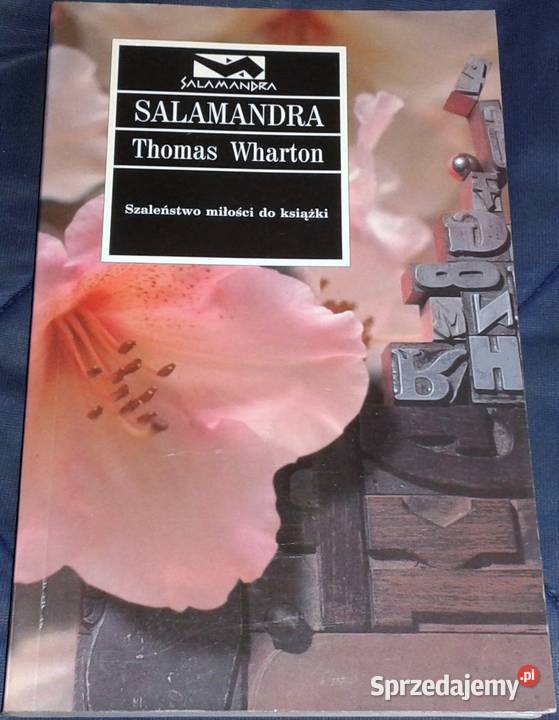 SALAMANDRA
SALAMANDRA
Thomas Wharton
Szaleństwo miłości do książki
Sprzedajemy.pl